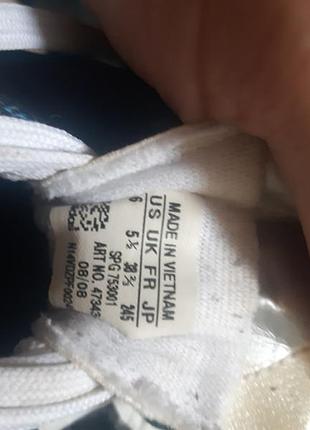 MADE IN VIETNAM
US UK FR JP
6 5½ 38⅔ 245
SPG 753001
ART NO.
08/08